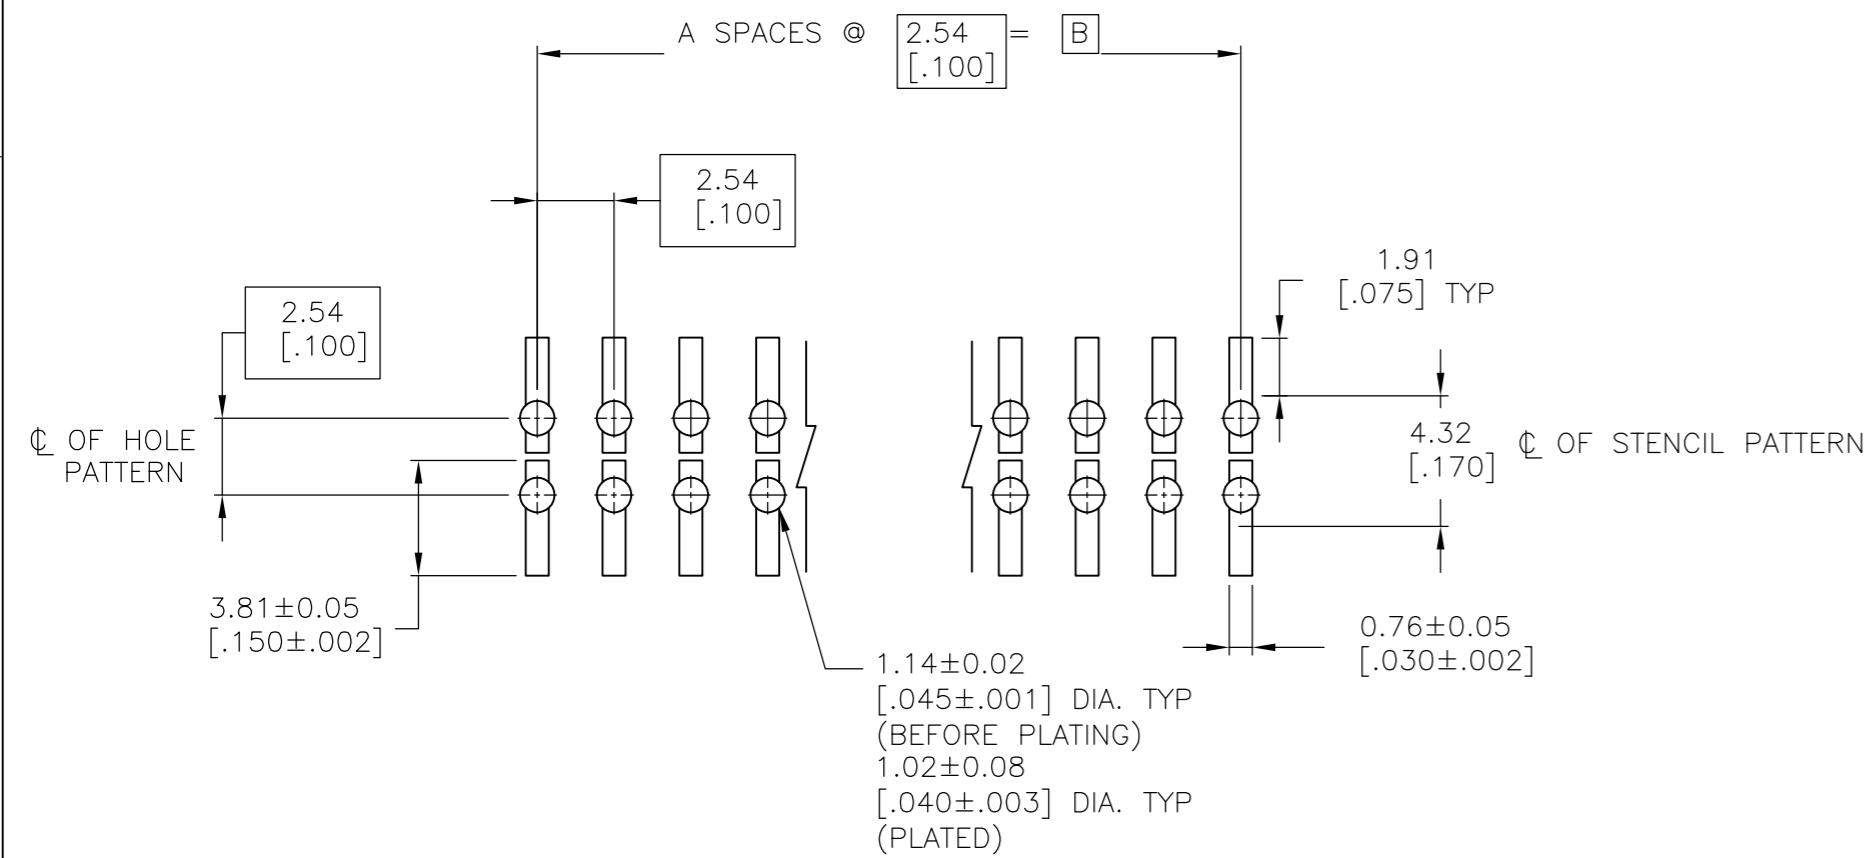 A SPACES @ 2.54 = B
[.100]
2.54
[.100]
1.91
[.075] TYP
2.54
[.100]
℄ OF HOLE
PATTERN
4.32
[.170]
℄ OF STENCIL PATTERN
3.81±0.05
[.150±.002]
0.76±0.05
[.030±.002]
1.14±0.02
[.045±.001] DIA. TYP
(BEFORE PLATING)
1.02±0.08
[.040±.003] DIA. TYP
(PLATED)